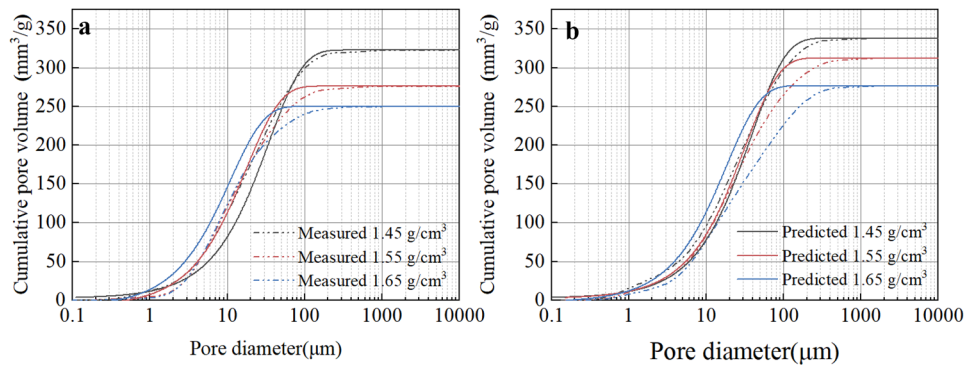 a
Cumulative pore volume (mm³/g)
350
300
250
200
150
100
50
0
Measured 1.45 g/cm³
Measured 1.55 g/cm³
Measured 1.65 g/cm³
0.1 1 10 100 1000 10000
Pore diameter(μm)
b
Cumulative pore volume (mm³/g)
350
300
250
200
150
100
50
0
Predicted 1.45 g/cm³
Predicted 1.55 g/cm³
Predicted 1.65 g/cm³
0.1 1 10 100 1000 10000
Pore diameter(μm)